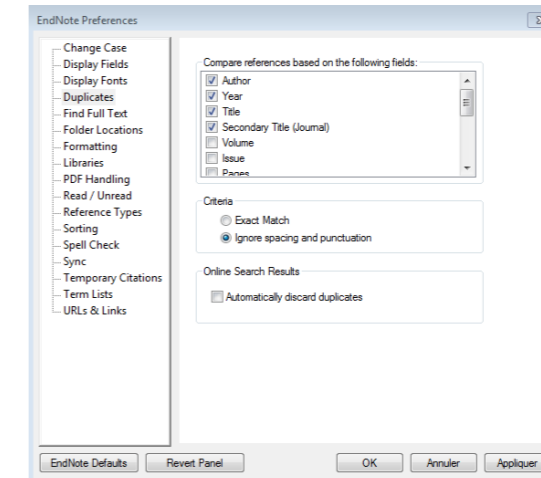 EndNote Preferences
Change Case
Display Fields
Display Fonts
Duplicates
Find Full Text
Folder Locations
Formatting
Libraries
PDF Handling
Read / Unread
Reference Types
Sorting
Spell Check
Sync
Temporary Citations
Term Lists
URLs & Links
Compare references based on the following fields:
Author
Year
Title
Secondary Title (Journal)
Volume
Issue
Pages
Criteria
Exact Match
Ignore spacing and punctuation
Online Search Results
Automatically discard duplicates
EndNote Defaults
Revert Panel
OK
Annuler
Appliquer